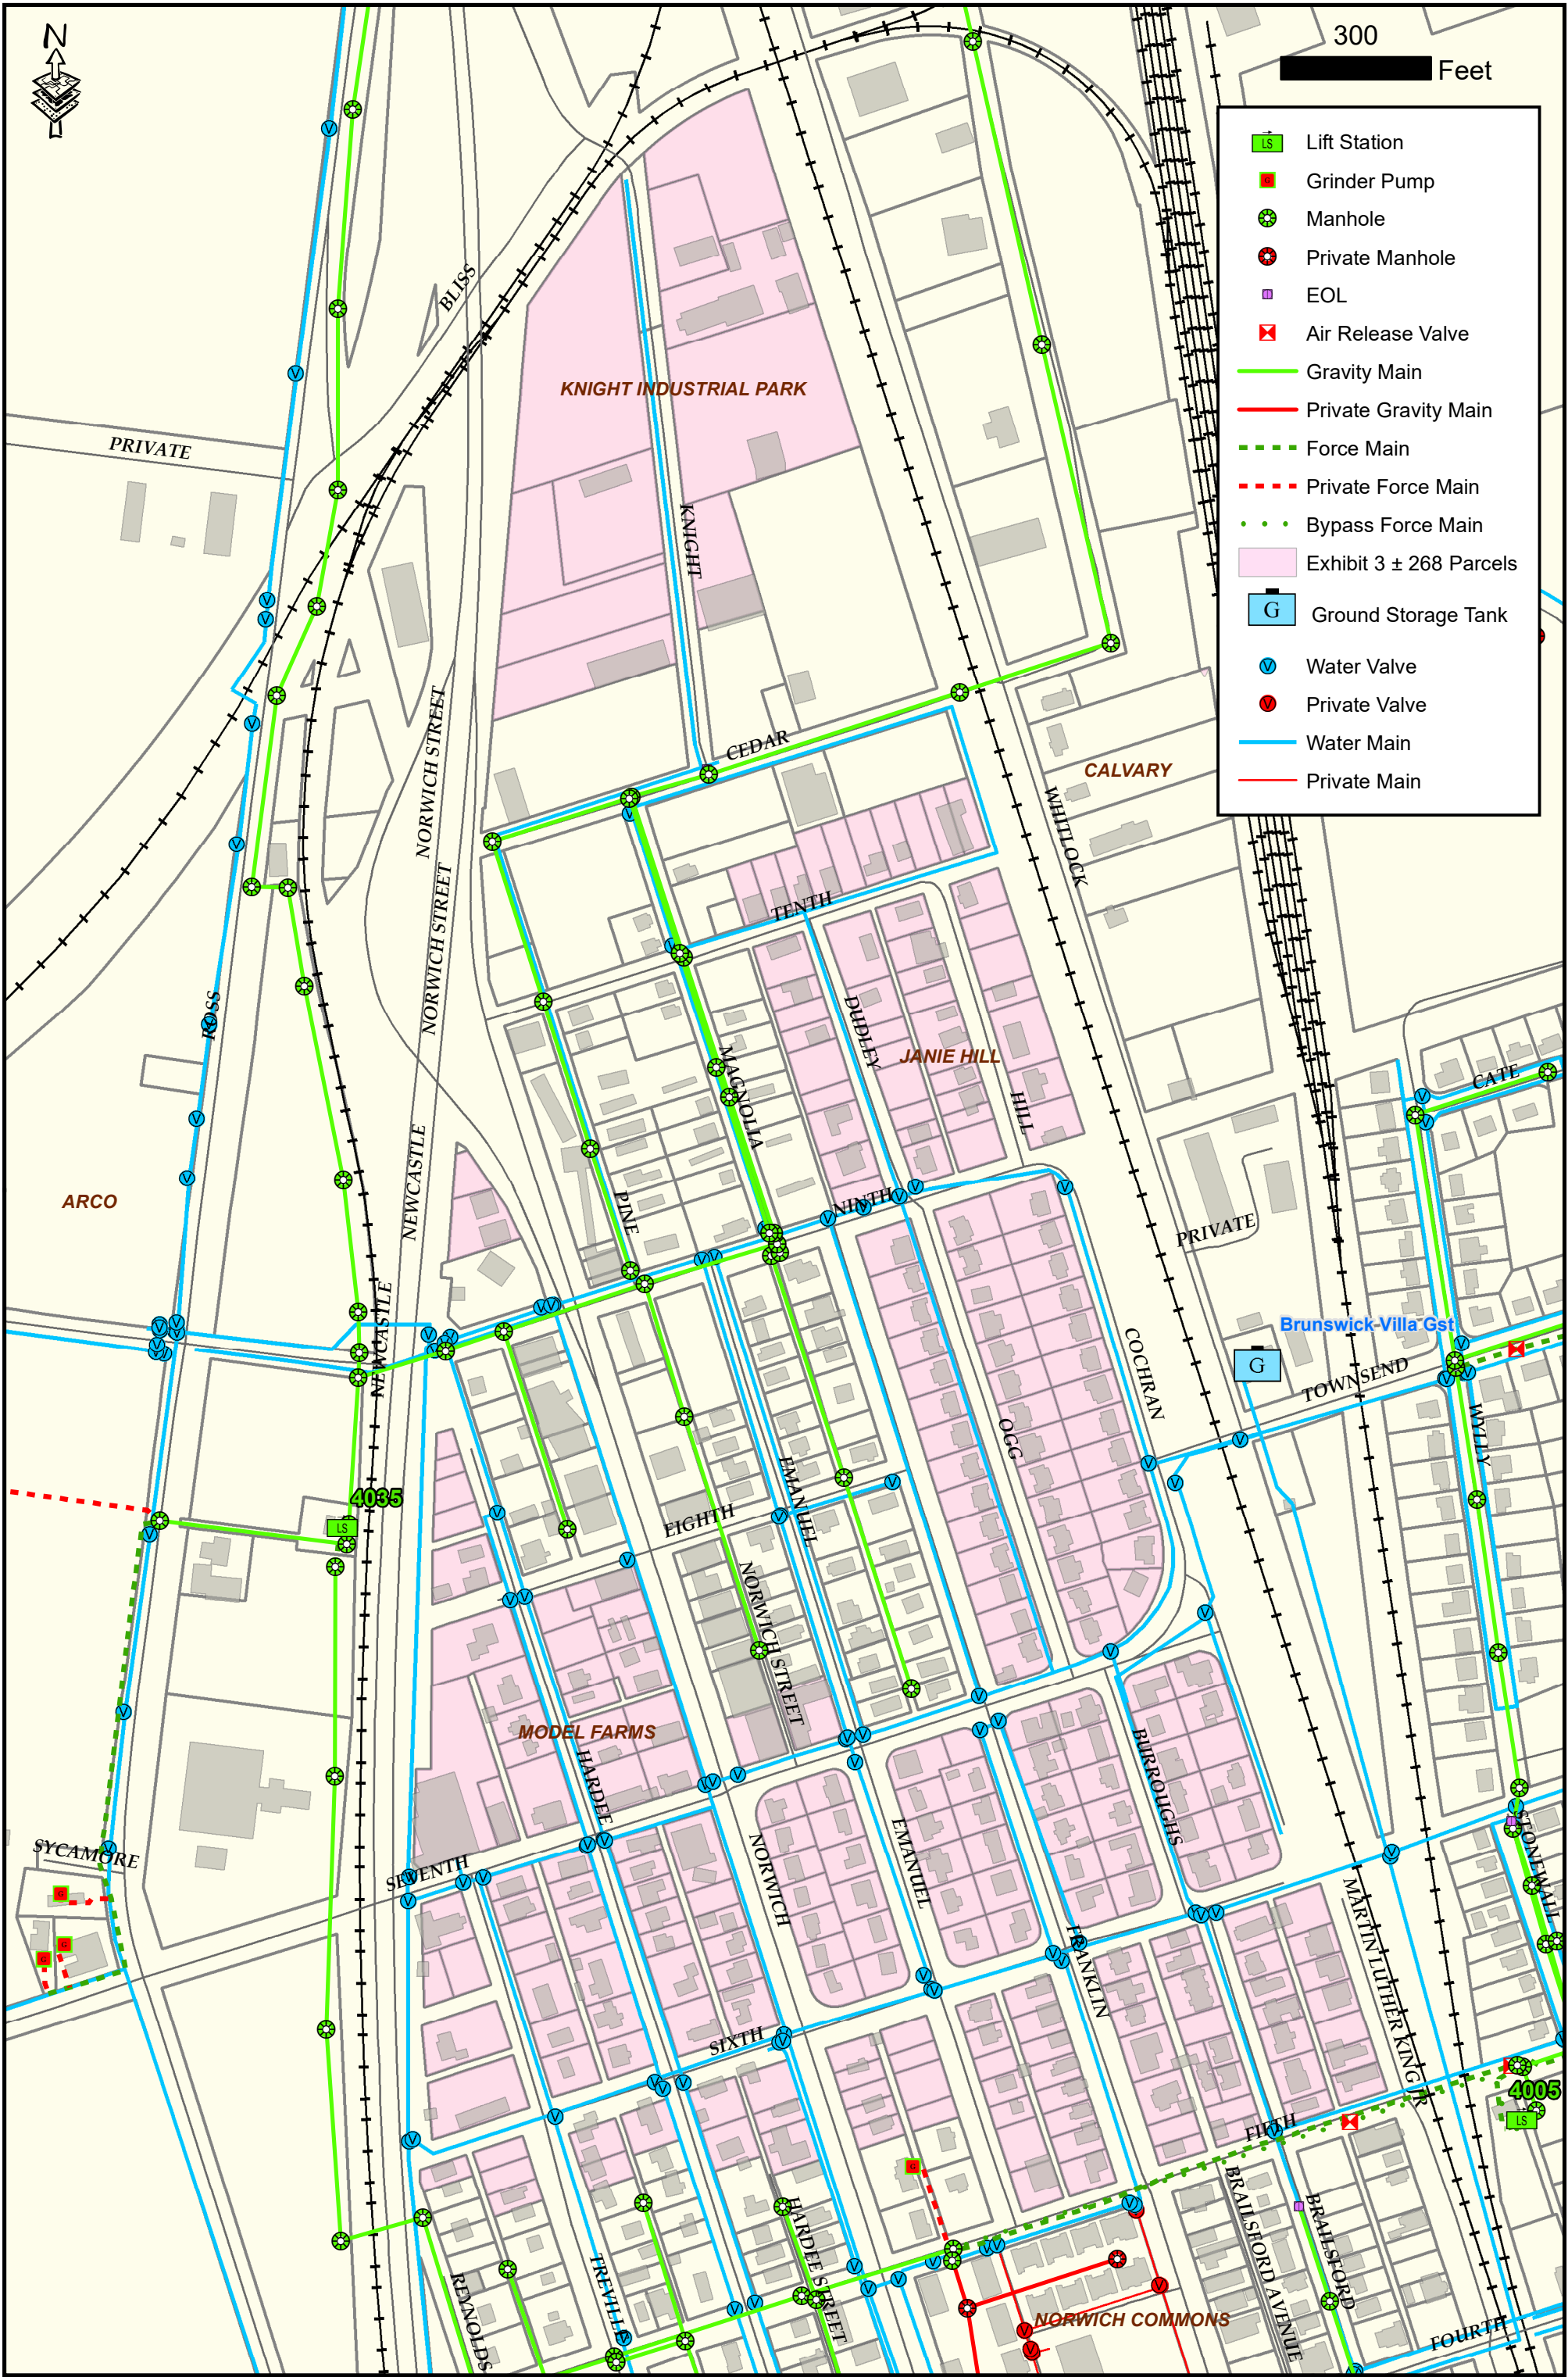 N
300
Feet
LS Lift Station
G Grinder Pump
Manhole
Private Manhole
EOL
Air Release Valve
Gravity Main
Private Gravity Main
Force Main
Private Force Main
Bypass Force Main
Exhibit 3 ± 268 Parcels
G Ground Storage Tank
V Water Valve
V Private Valve
Water Main
Private Main
BLISS
KNIGHT INDUSTRIAL PARK
PRIVATE
KNIGHT
NORWICH STREET
CEDAR
CALVARY
WHITLOCK
NORWICH STREET
TENTH
ROSS
DUDLEY
JANIE HILL
MAGNOLIA
HILL
CATE
NEWCASTLE
ARCO
PINE
NINTH
PRIVATE
NEWCASTLE
Brunswick Villa Gst
G
COCHRAN
TOWNSEND
WYLLY
OGG
4035
LS
EMANUEL
EIGHTH
NORWICH STREET
MODEL FARMS
HARDEE
BURROUGHS
SYCAMORE
SEVENTH
NORWICH
EMANUEL
STONEWALL
MARTIN LUTHER KING JR
FRANKLIN
SIXTH
4005
LS
FIFTH
BRAILSFORD AVENUE
BRAILSFORD
HARDEE STREET
TREVILLE
REYNOLDS
NORWICH COMMONS
FOURTH